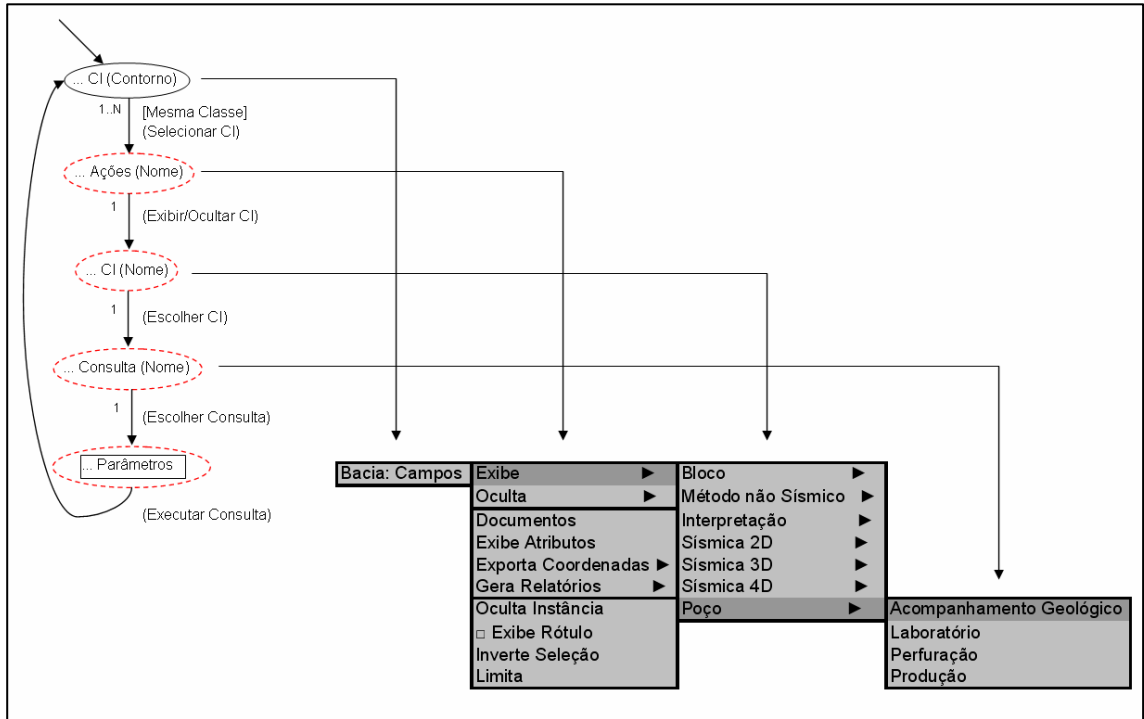 ... CI (Contorno)
1..N
[Mesma Classe]
(Selecionar CI)
... Ações (Nome)
1
(Exibir/Ocultar CI)
... CI (Nome)
1
(Escolher CI)
... Consulta (Nome)
1
(Escolher Consulta)
... Parâmetros
(Executar Consulta)
Bacia: Campos
Exibe ►
Oculta ►
Documentos
Exibe Atributos
Exporta Coordenadas ►
Gera Relatórios ►
Oculta Instância
□ Exibe Rótulo
Inverte Seleção
Limita
Bloco ►
Método não Sísmico ►
Interpretação ►
Sísmica 2D ►
Sísmica 3D ►
Sísmica 4D ►
Poço ►
Acompanhamento Geológico
Laboratório
Perfuração
Produção